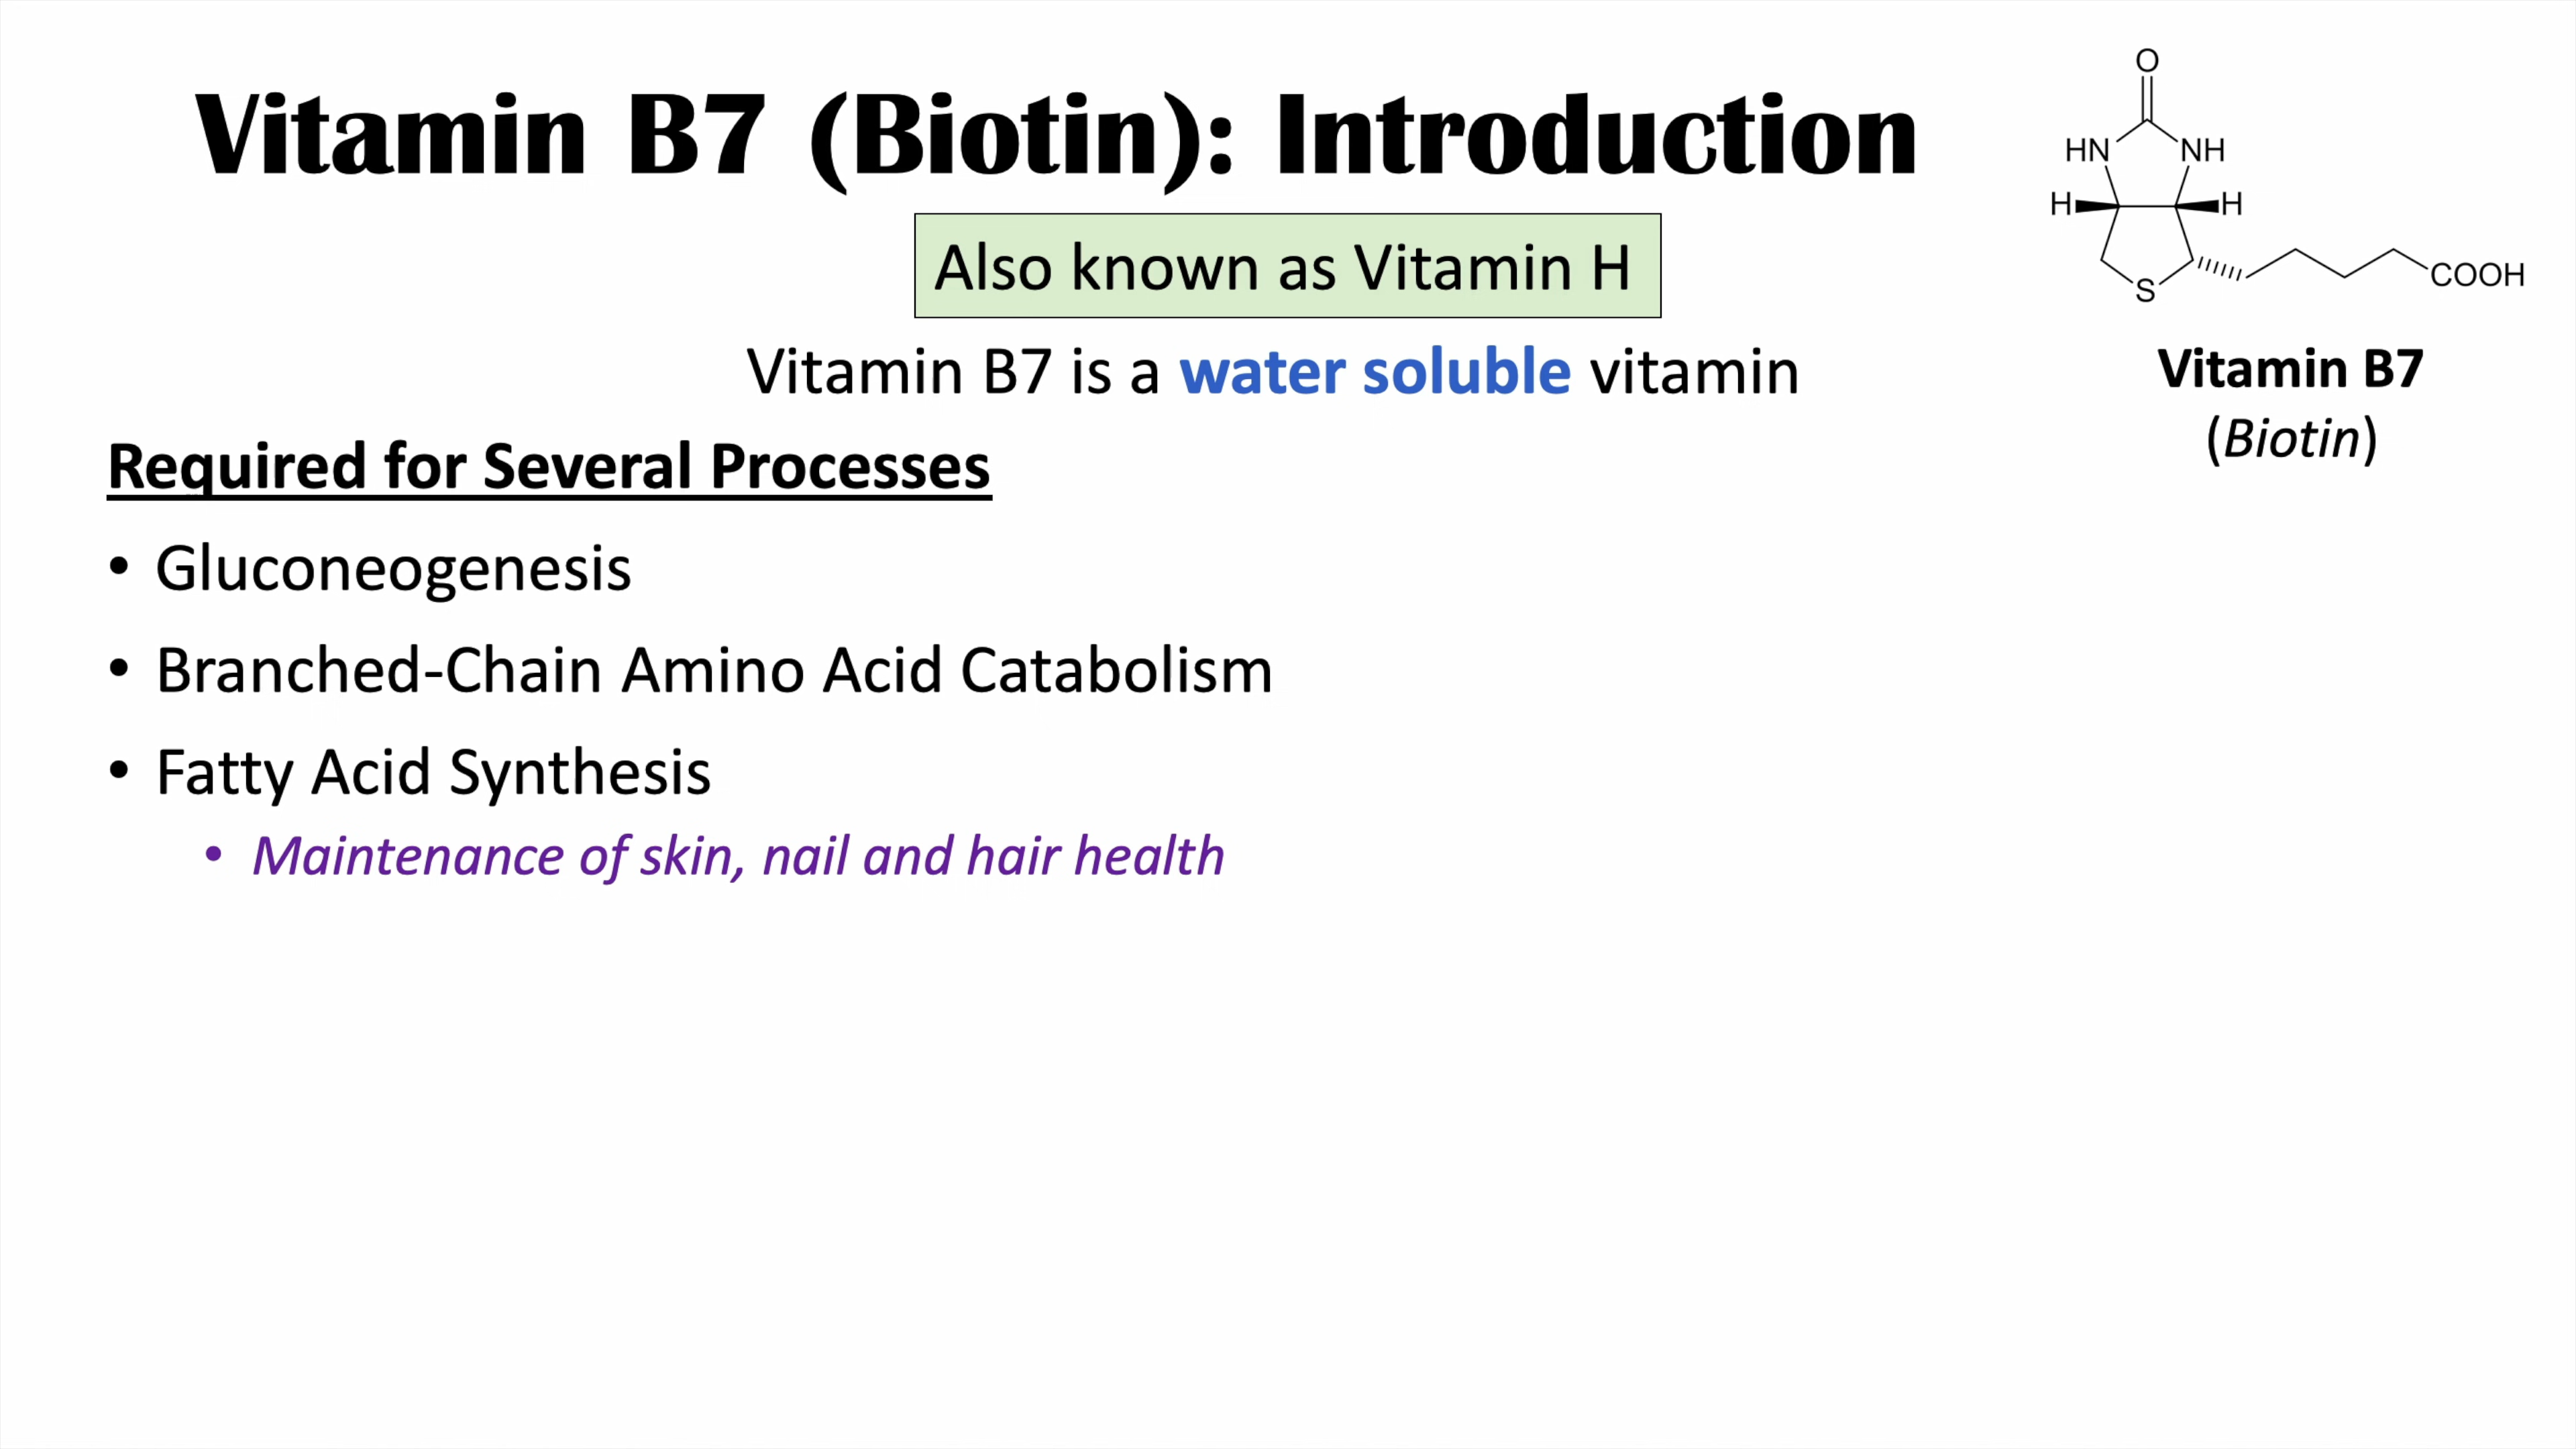 Vitamin B7 (Biotin): Introduction
Also known as Vitamin H
Vitamin B7 is a water soluble vitamin
Required for Several Processes
• Gluconeogenesis
• Branched-Chain Amino Acid Catabolism
• Fatty Acid Synthesis
• Maintenance of skin, nail and hair health
O
HN NH
H H
S COOH
Vitamin B7
(Biotin)